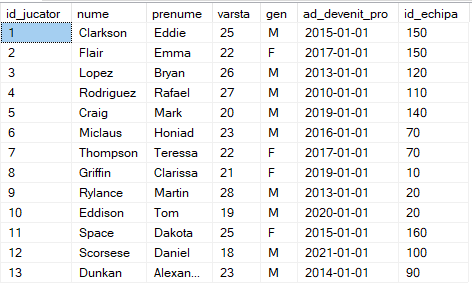 id_jucator nume prenume varsta gen ad_devenit_pro id_echipa
1 Clarkson Eddie 25 M 2015-01-01 150
2 Flair Emma 22 F 2017-01-01 150
3 Lopez Bryan 26 M 2013-01-01 120
4 Rodriguez Rafael 27 M 2010-01-01 110
5 Craig Mark 20 M 2019-01-01 140
6 Miclaus Honiad 23 M 2016-01-01 70
7 Thompson Teressa 22 F 2017-01-01 70
8 Griffin Clarissa 21 F 2019-01-01 10
9 Rylance Martin 28 M 2013-01-01 20
10 Eddison Tom 19 M 2020-01-01 20
11 Space Dakota 25 F 2015-01-01 160
12 Scorsese Daniel 18 M 2021-01-01 100
13 Dunkan Alexan... 23 M 2014-01-01 90